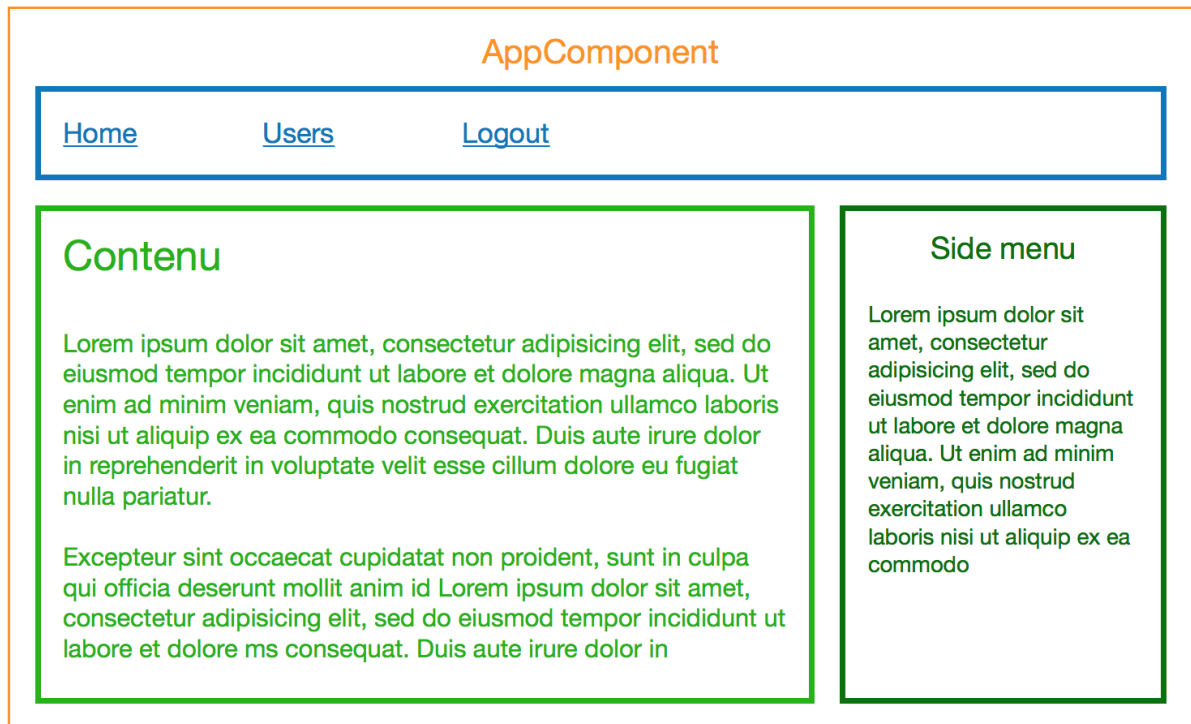 AppComponent
Home Users Logout
Contenu
Lorem ipsum dolor sit amet, consectetur adipisicing elit, sed do
eiusmod tempor incididunt ut labore et dolore magna aliqua. Ut
enim ad minim veniam, quis nostrud exercitation ullamco laboris
nisi ut aliquip ex ea commodo consequat. Duis aute irure dolor
in reprehenderit in voluptate velit esse cillum dolore eu fugiat
nulla pariatur.
Excepteur sint occaecat cupidatat non proident, sunt in culpa
qui officia deserunt mollit anim id Lorem ipsum dolor sit amet,
consectetur adipisicing elit, sed do eiusmod tempor incididunt ut
labore et dolore ms consequat. Duis aute irure dolor in
Side menu
Lorem ipsum dolor sit
amet, consectetur
adipisicing elit, sed do
eiusmod tempor incididunt
ut labore et dolore magna
aliqua. Ut enim ad minim
veniam, quis nostrud
exercitation ullamco
laboris nisi ut aliquip ex ea
commodo